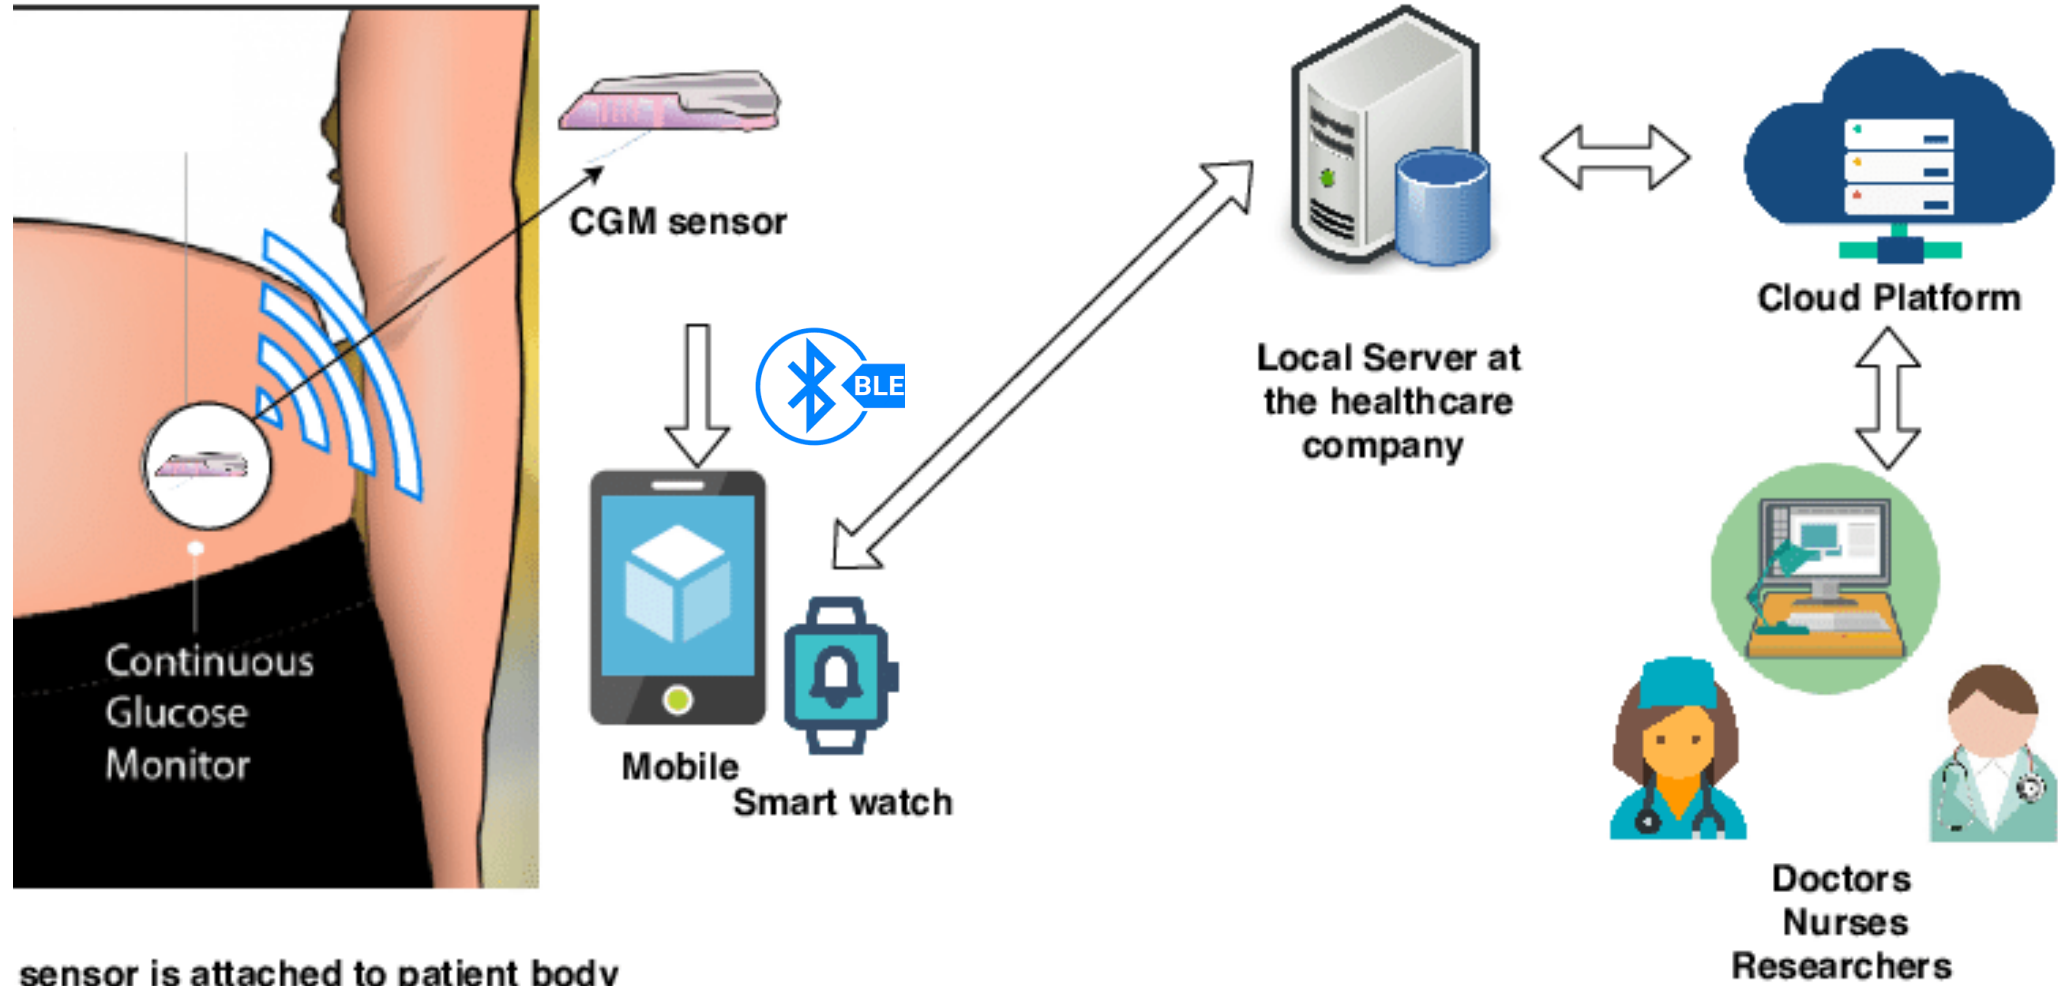 CGM sensor
BLE
Continuous
Glucose
Monitor
Mobile
Smart watch
Local Server at
the healthcare
company
Cloud Platform
Doctors
Nurses
Researchers
sensor is attached to patient body